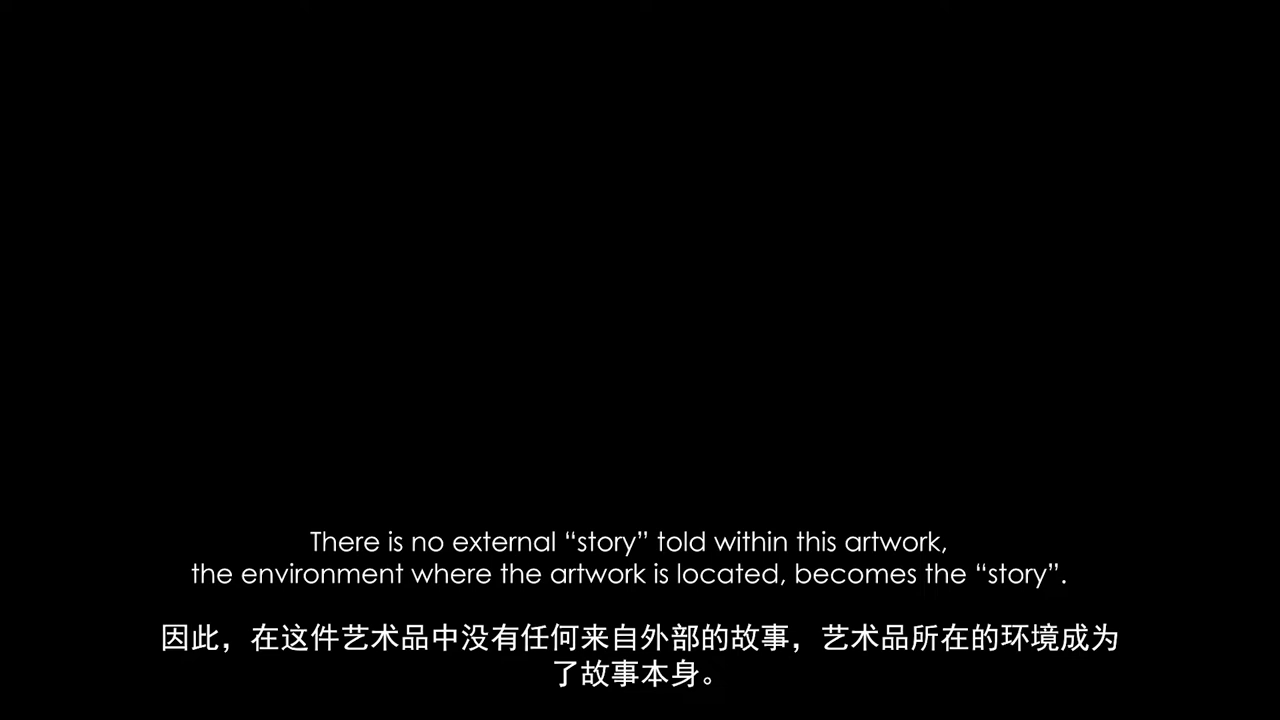 There is no external “story” told within this artwork,
the environment where the artwork is located, becomes the “story”.
因此，在这件艺术品中没有任何来自外部的故事，艺术品所在的环境成为
了故事本身。